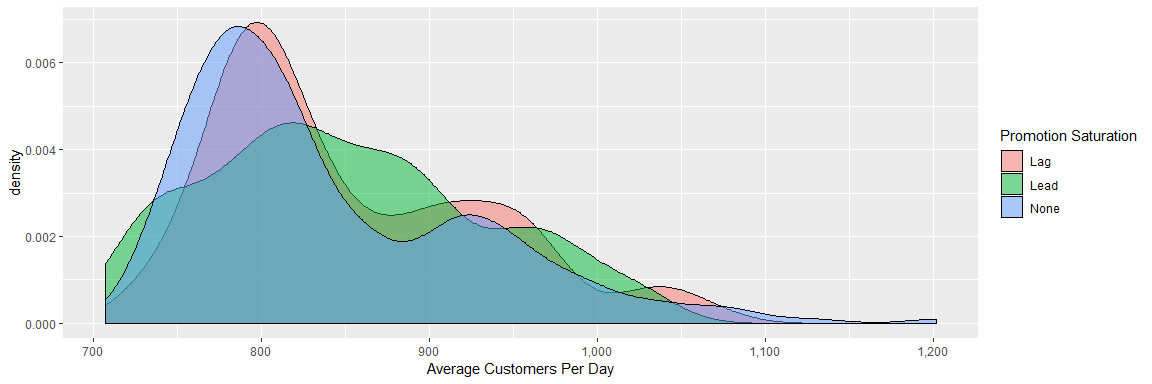 0.006
0.004
0.002
0.000
density
700
800
900
1,000
1,100
1,200
Average Customers Per Day
Promotion Saturation
Lag
Lead
None